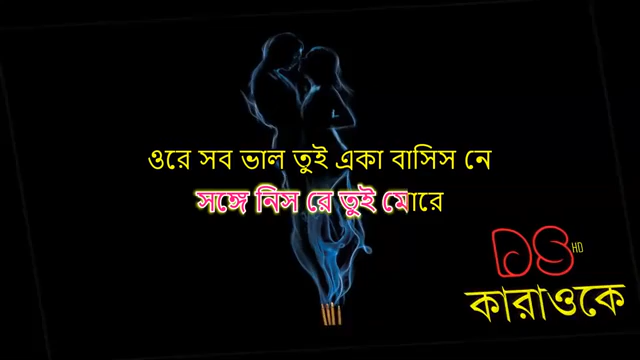 ওরে সব ভাল তুই একা বাসিস নে
সঙ্গে নিস রে তুই মোরে
DS HD
কারাওকে